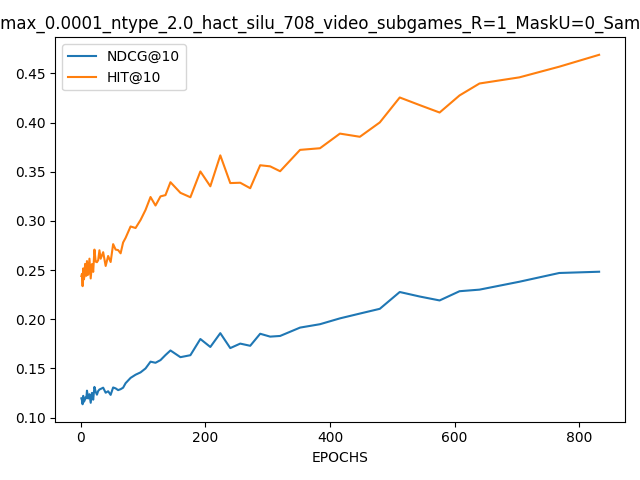 max_0.0001_ntype_2.0_hact_silu_708_video_subgames_R=1_MaskU=0_Sam
NDCG@10
HIT@10
0.45
0.40
0.35
0.30
0.25
0.20
0.15
0.10
0 200 400 600 800
EPOCHS